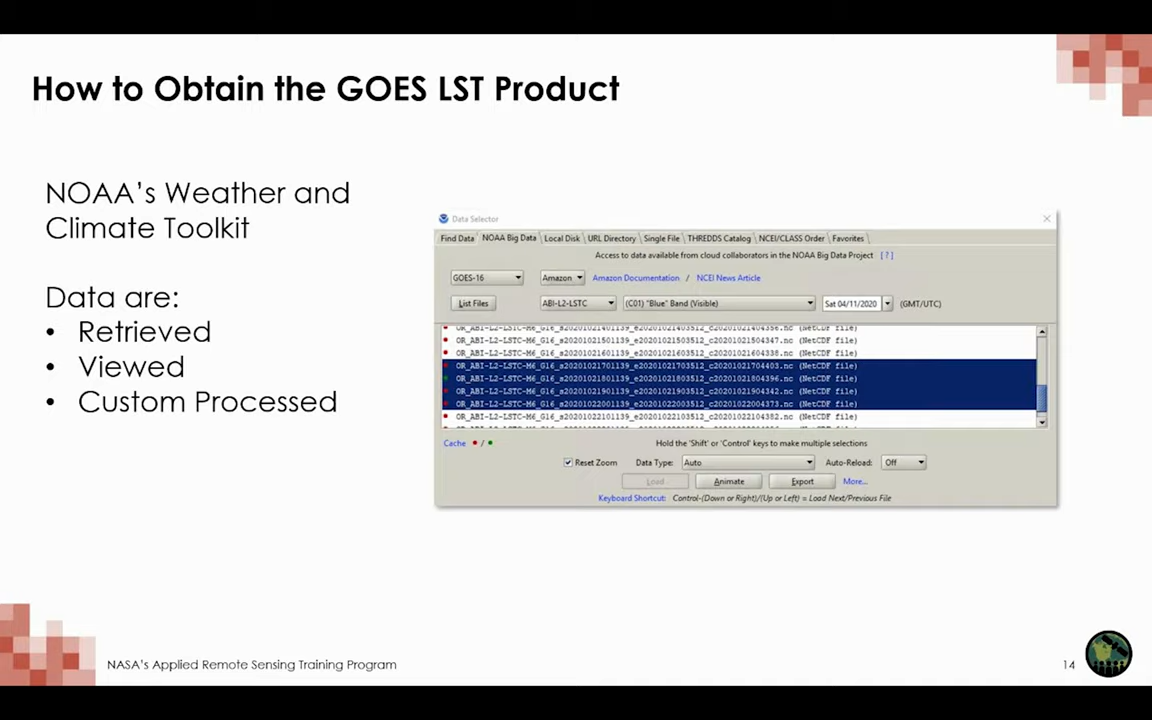 How to Obtain the GOES LST Product
NOAA's Weather and
Climate Toolkit
Data are:
• Retrieved
• Viewed
• Custom Processed
Data Selector
Find Data NOAA Big Data Local Disk URL Directory Single File THREDDS Catalog NCEI/CLASS Order Favorites
Access to data available from cloud collaborators in the NOAA Big Data Project [ ? ]
GOES-16 Amazon Amazon Documentation / NCEI News Article
List Files ABI-L2-LSTC (C01) "Blue" Band (Visible) Sat 04/11/2020 (GMT/UTC)
OR_ABI-L2-LSTC-M6_G16_s20201021401139_e20201021403512_c20201021404356.nc (NetCDF file)
OR_ABI-L2-LSTC-M6_G16_s20201021501139_e20201021503512_c20201021504347.nc (NetCDF file)
OR_ABI-L2-LSTC-M6_G16_s20201021601139_e20201021603512_c20201021604338.nc (NetCDF file)
OR_ABI-L2-LSTC-M6_G16_s20201021701139_e20201021703512_c20201021704403.nc (NetCDF file)
OR_ABI-L2-LSTC-M6_G16_s20201021801139_e20201021803512_c20201021804396.nc (NetCDF file)
OR_ABI-L2-LSTC-M6_G16_s20201021901139_e20201021903512_c20201021904342.nc (NetCDF file)
OR_ABI-L2-LSTC-M6_G16_s20201022001139_e20201022003512_c20201022004373.nc (NetCDF file)
OR_ABI-L2-LSTC-M6_G16_s20201022101139_e20201022103512_c20201022104382.nc (NetCDF file)
Cache / Hold the 'Shift' or 'Control' keys to make multiple selections
Reset Zoom Data Type: Auto Auto-Reload: Off
Load Animate Export More...
Keyboard Shortcut: Control-(Down or Right)/(Up or Left) = Load Next/Previous File
NASA's Applied Remote Sensing Training Program
14